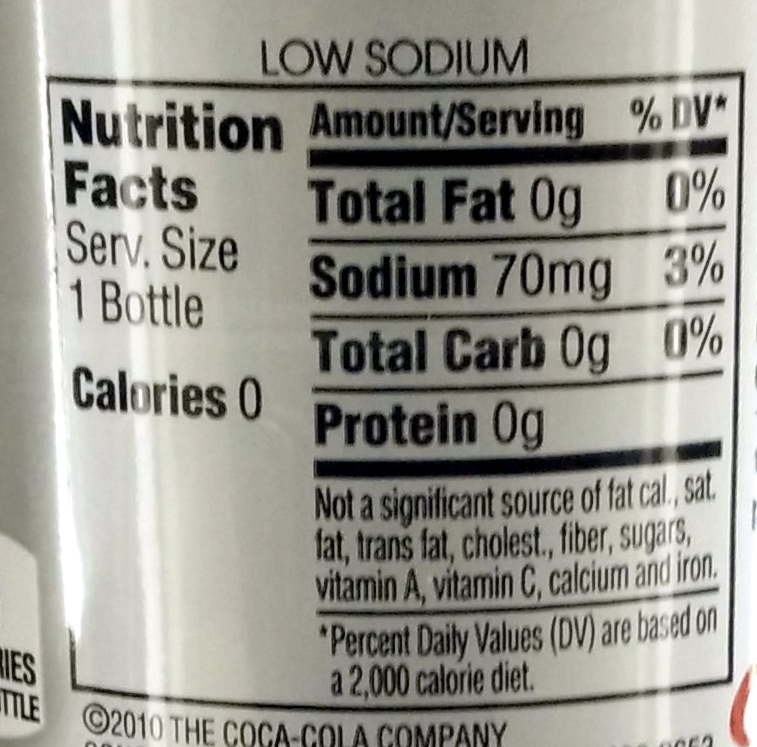 LOW SODIUM
Nutrition
Facts
Serv. Size
1 Bottle
Calories 0
Amount/Serving % DV*
Total Fat 0g 0%
Sodium 70mg 3%
Total Carb 0g 0%
Protein 0g
Not a significant source of fat cal., sat.
fat, trans fat, cholest., fiber, sugars,
vitamin A, vitamin C, calcium and iron.
*Percent Daily Values (DV) are based on
a 2,000 calorie diet.
©2010 THE COCA-COLA COMPANY